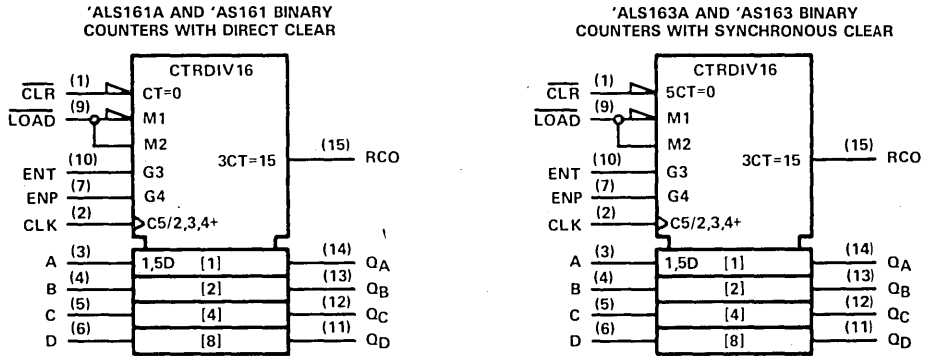 'ALS161A AND 'AS161 BINARY
COUNTERS WITH DIRECT CLEAR
CTRDIV16
CLR (1) CT=0
LOAD (9) M1
M2
3CT=15 (15) RCO
ENT (10) G3
ENP (7) G4
CLK (2) C5/2,3,4+
A (3) 1,5D [1] (14) QA
B (4) [2] (13) QB
C (5) [4] (12) QC
D (6) [8] (11) QD
'ALS163A AND 'AS163 BINARY
COUNTERS WITH SYNCHRONOUS CLEAR
CTRDIV16
CLR (1) 5CT=0
LOAD (9) M1
M2
3CT=15 (15) RCO
ENT (10) G3
ENP (7) G4
CLK (2) C5/2,3,4+
A (3) 1,5D [1] (14) QA
B (4) [2] (13) QB
C (5) [4] (12) QC
D (6) [8] (11) QD